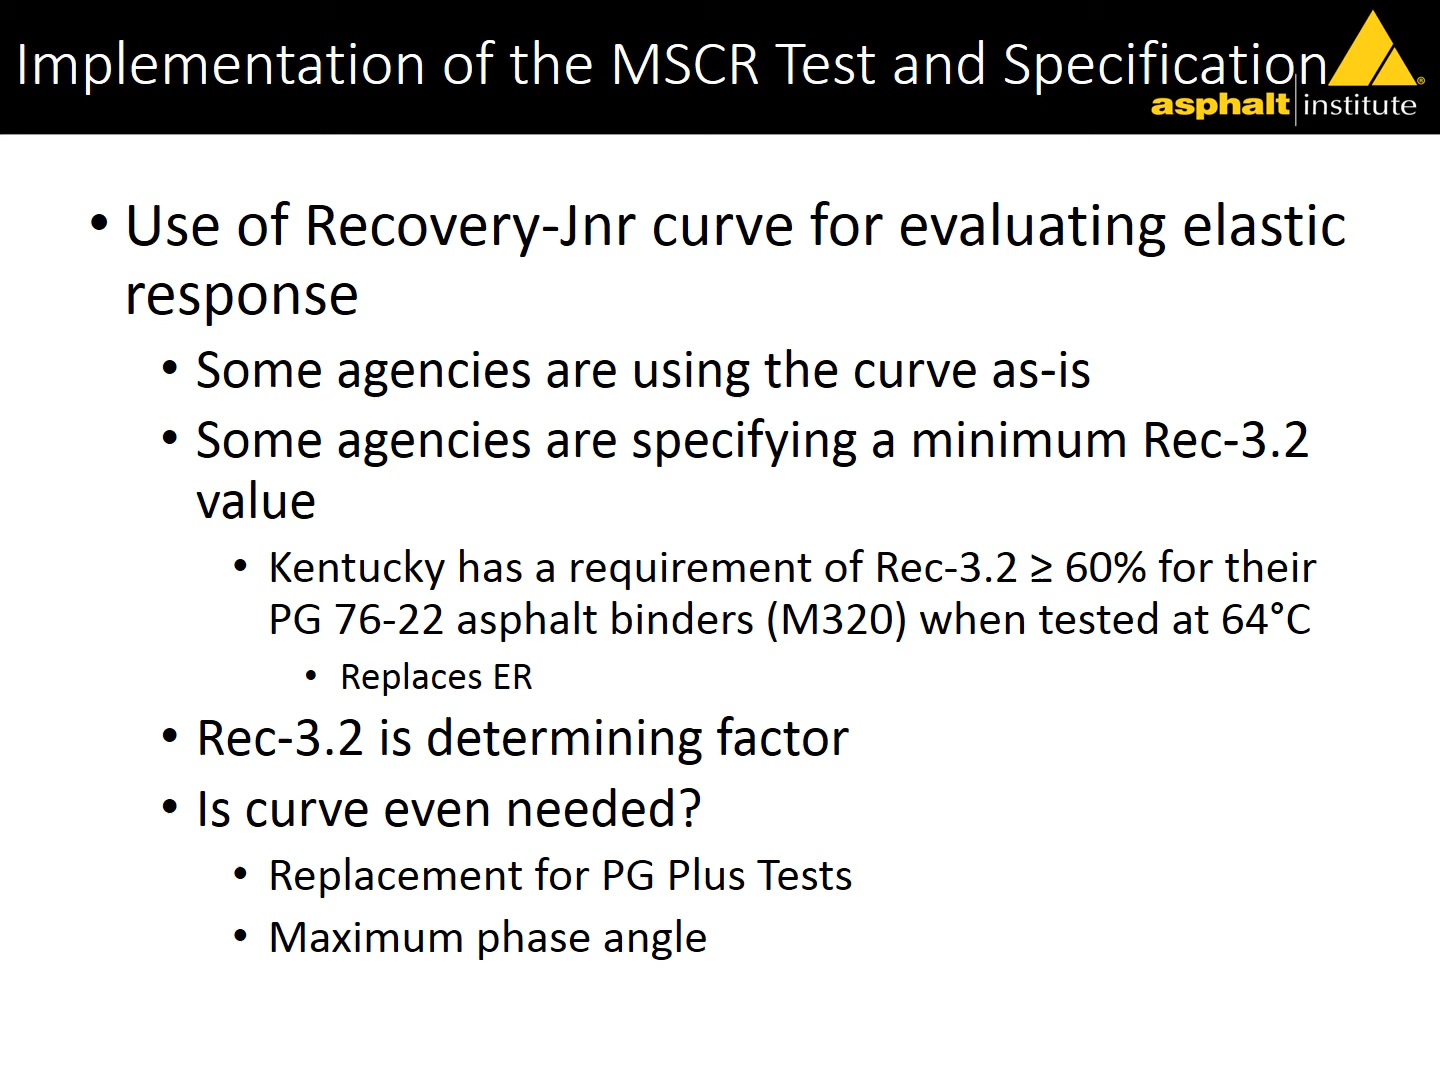 Implementation of the MSCR Test and Specification
asphalt institute®
• Use of Recovery-Jnr curve for evaluating elastic
response
• Some agencies are using the curve as-is
• Some agencies are specifying a minimum Rec-3.2
value
• Kentucky has a requirement of Rec-3.2 ≥ 60% for their
PG 76-22 asphalt binders (M320) when tested at 64°C
• Replaces ER
• Rec-3.2 is determining factor
• Is curve even needed?
• Replacement for PG Plus Tests
• Maximum phase angle